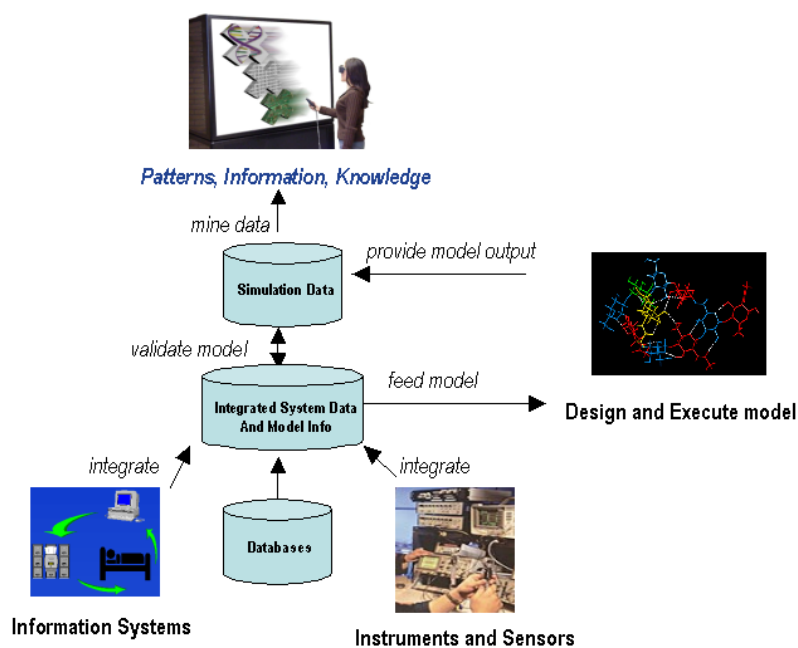 Patterns, Information, Knowledge
mine data
provide model output
Simulation Data
validate model
feed model
Integrated System Data
And Model Info
Design and Execute model
integrate
integrate
Databases
Information Systems
Instruments and Sensors